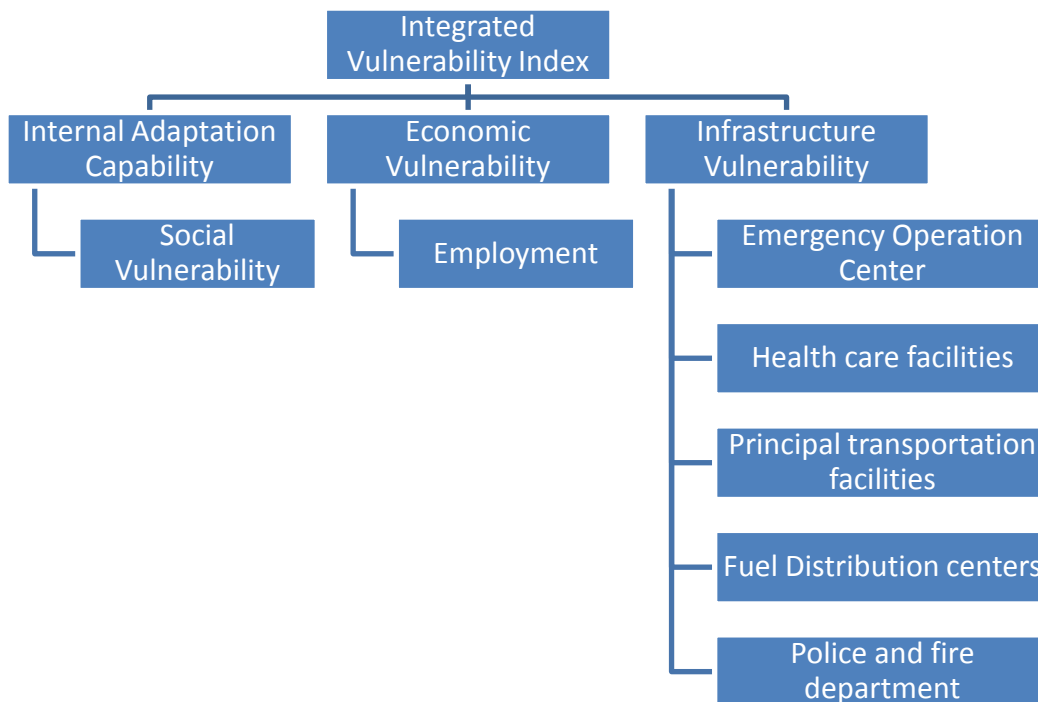 Integrated
Vulnerability Index
Internal Adaptation
Capability
Economic
Vulnerability
Infrastructure
Vulnerability
Social
Vulnerability
Employment
Emergency Operation
Center
Health care facilities
Principal transportation
facilities
Fuel Distribution centers
Police and fire
department